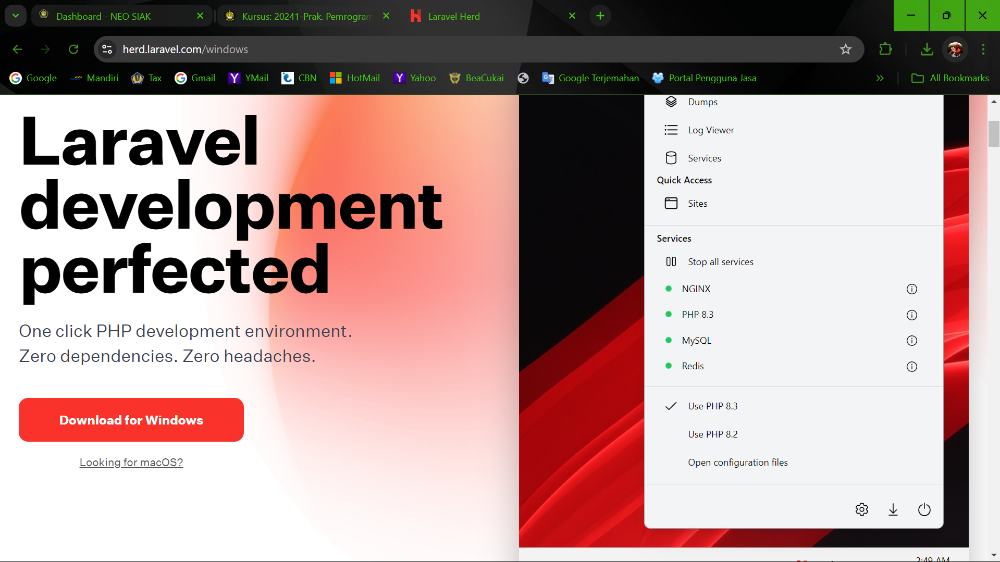 Dashboard - NEO SIAK
Kursus: 20241-Prak. Pemrogram
Laravel Herd
herd.laravel.com/windows
Google
Mandiri
Tax
Gmail
YMail
CBN
HotMail
Yahoo
BeaCukai
Google Terjemahan
Portal Pengguna Jasa
All Bookmarks
Laravel
development
perfected
One click PHP development environment.
Zero dependencies. Zero headaches.
Download for Windows
Looking for macOS?
Dumps
Log Viewer
Services
Quick Access
Sites
Services
Stop all services
NGINX
PHP 8.3
MySQL
Redis
Use PHP 8.3
Use PHP 8.2
Open configuration files
2:49 AM